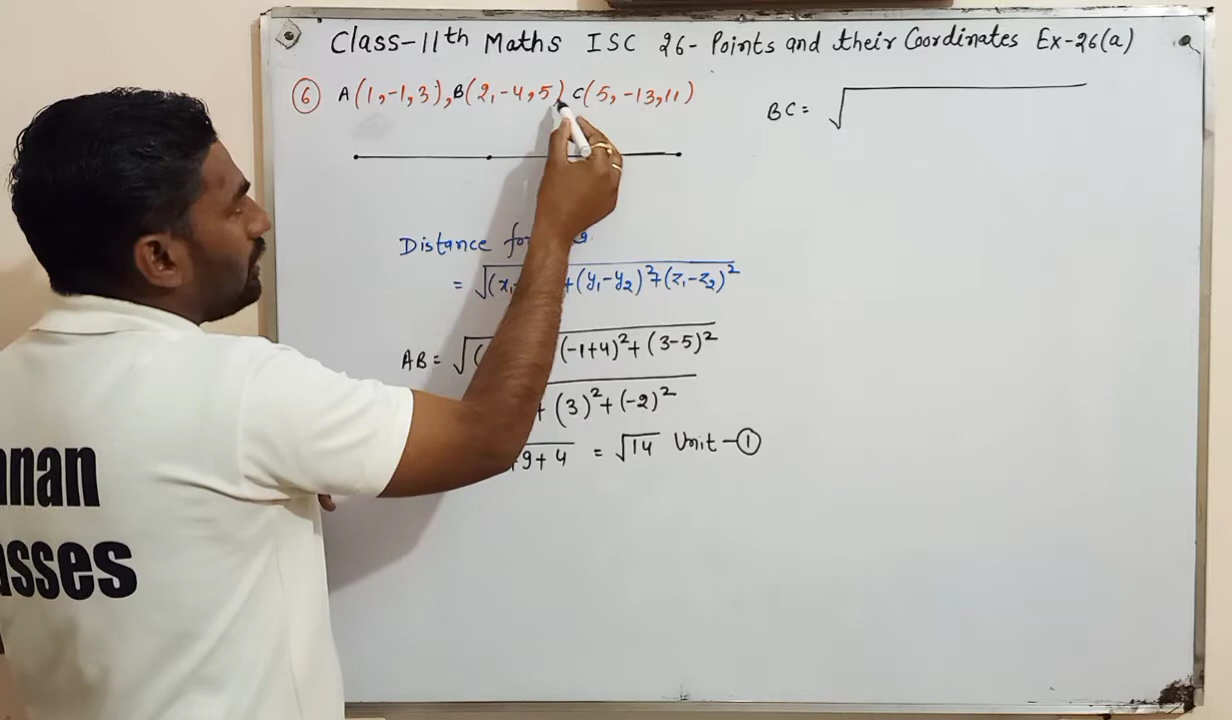 Class-11th Maths ISC 26- Points and their Coordinates Ex-26(a)
⑥ A(1,-1,3), B(2,-4,5) C(5,-13,11)
BC= √
Distance
= √(x₁ +(y₁-y₂)²+(z₁-z₂)²
AB= √( (-1+4)²+(3-5)²
+(3)²+(-2)²
9+4 = √14 Unit-①
nan
asses